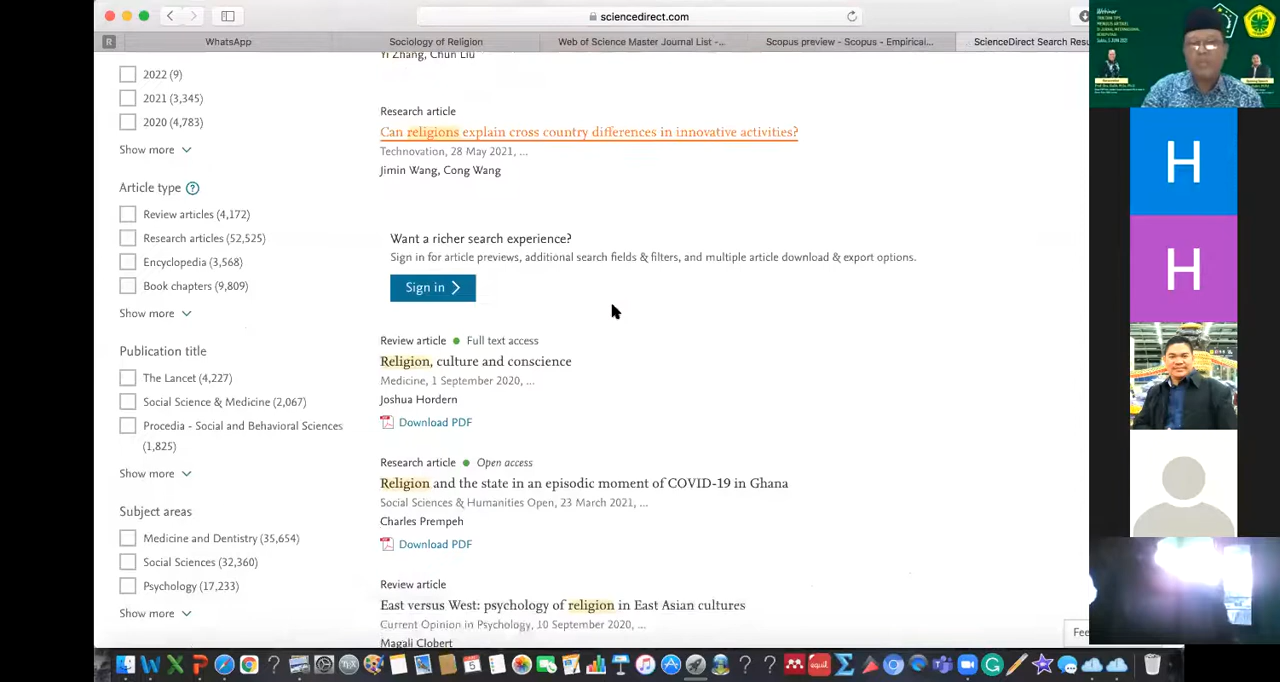 sciencedirect.com
R
WhatsApp
Sociology of Religion
Web of Science Master Journal List -...
Scopus preview - Scopus - Empirical...
ScienceDirect Search Resu
2022 (9)
2021 (3,345)
2020 (4,783)
Show more
Article type ?
Review articles (4,172)
Research articles (52,525)
Encyclopedia (3,568)
Book chapters (9,809)
Show more
Publication title
The Lancet (4,227)
Social Science & Medicine (2,067)
Procedia - Social and Behavioral Sciences
(1,825)
Show more
Subject areas
Medicine and Dentistry (35,654)
Social Sciences (32,360)
Psychology (17,233)
Show more
Yi Zhang, Chun Liu
Research article
Can religions explain cross country differences in innovative activities?
Technovation, 28 May 2021, ...
Jimin Wang, Cong Wang
Want a richer search experience?
Sign in for article previews, additional search fields & filters, and multiple article download & export options.
Sign in
Review article Full text access
Religion, culture and conscience
Medicine, 1 September 2020, ...
Joshua Hordern
Download PDF
Research article Open access
Religion and the state in an episodic moment of COVID-19 in Ghana
Social Sciences & Humanities Open, 23 March 2021, ...
Charles Prempeh
Download PDF
Review article
East versus West: psychology of religion in East Asian cultures
Current Opinion in Psychology, 10 September 2020, ...
Magali Clobert
Fee
Webinar
H
H